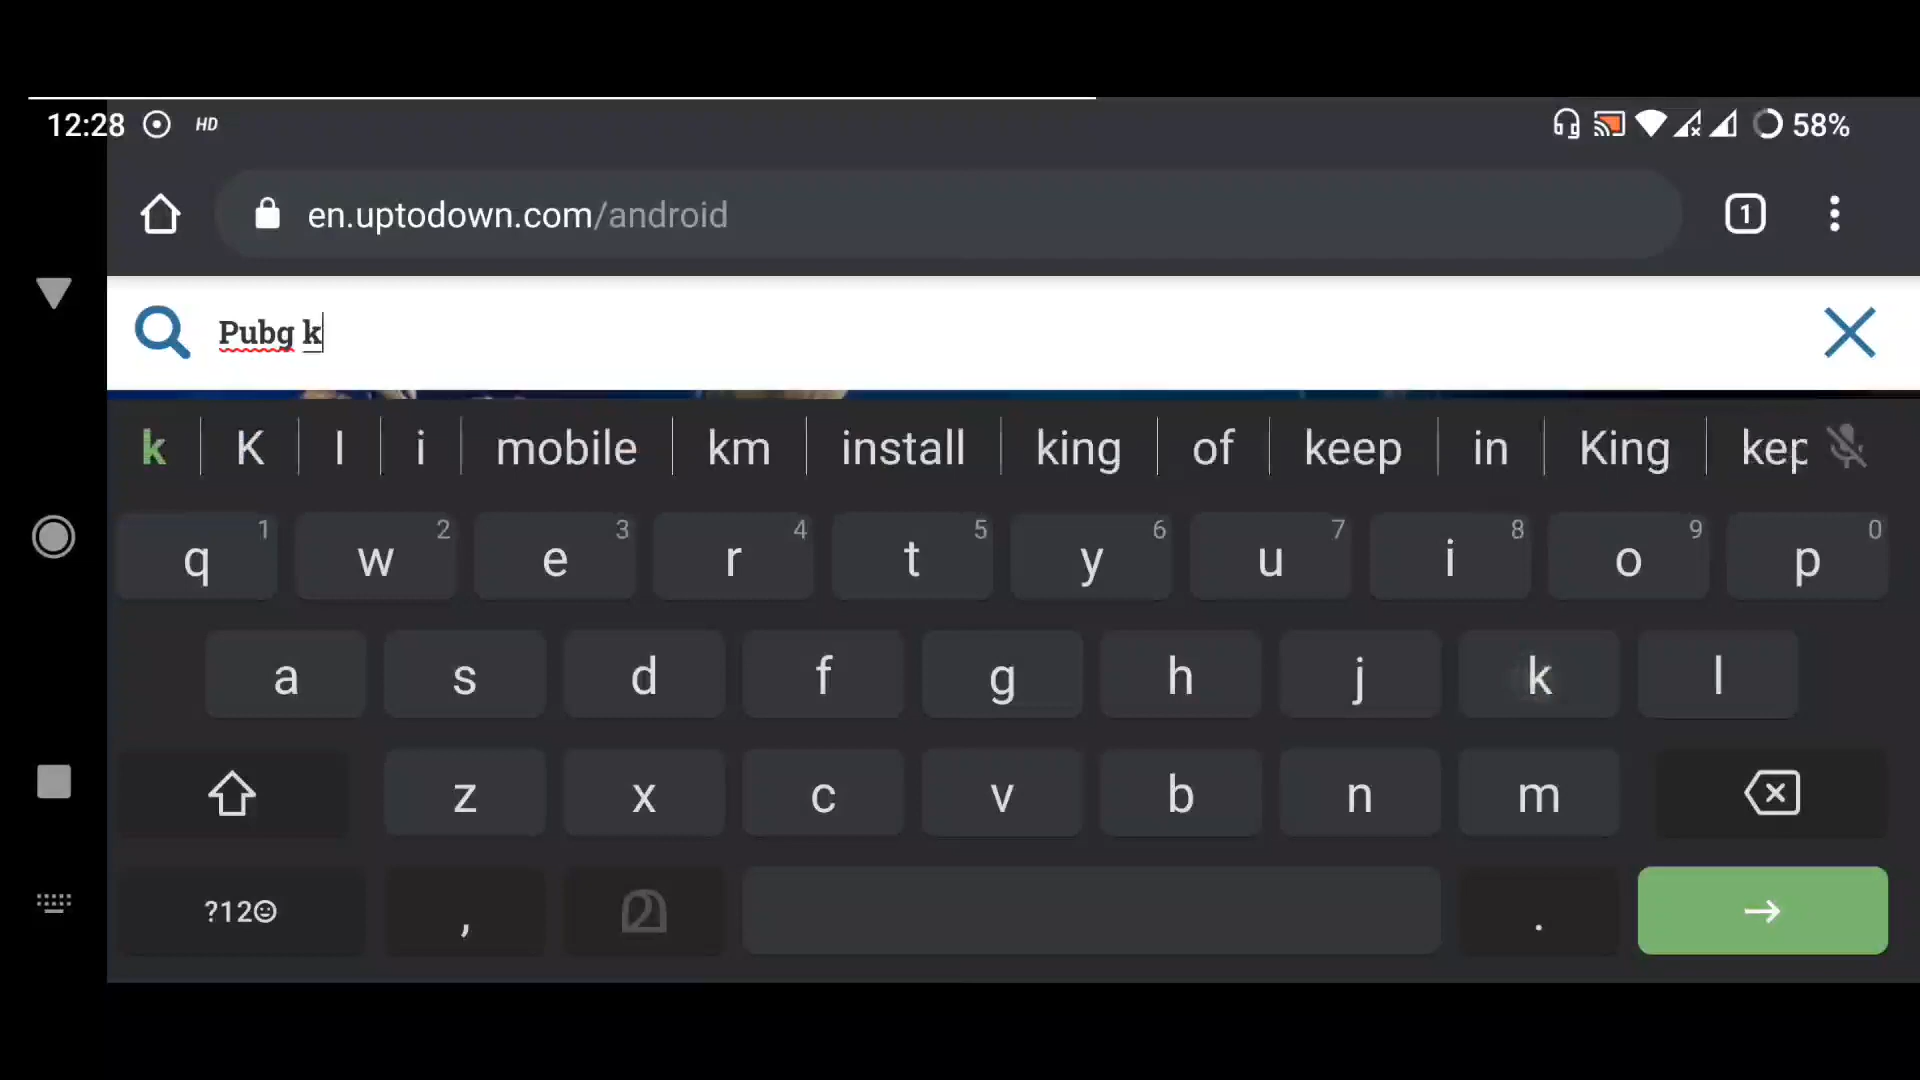 12:28 HD 58%
en.uptodown.com/android 1
Pubg k
k K I i mobile km install king of keep in King kep
q 1 w 2 e 3 r 4 t 5 y 6 u 7 i 8 o 9 p 0
a s d f g h j k l
z x c v b n m
?12☺ , . →